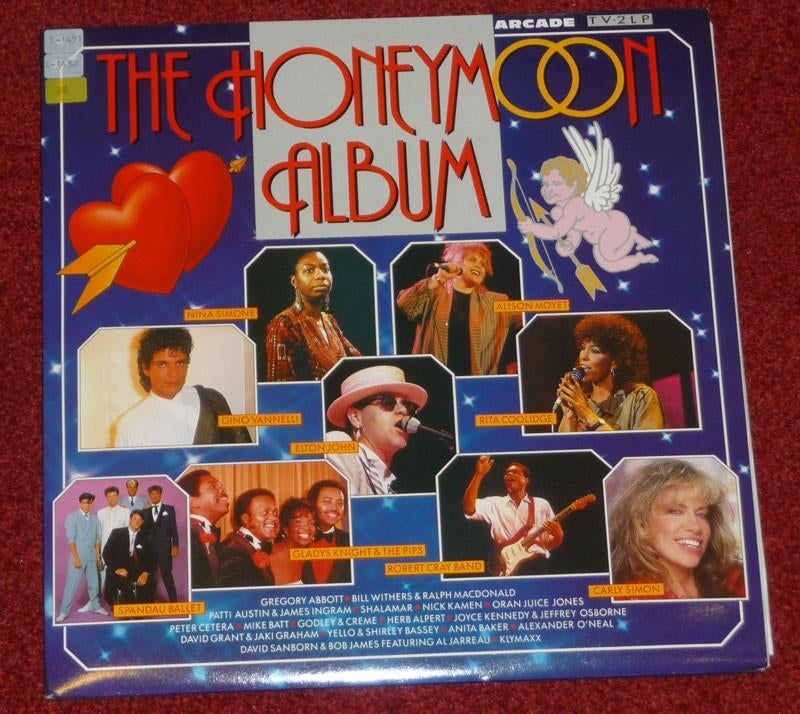 ARCADE TV·2LP
THE HONEYMOON
ALBUM
NINA SIMONE
ALISON MOYET
GINO VANNELLI
RITA COOLIDGE
ELTON JOHN
GLADYS KNIGHT & THE PIPS
ROBERT CRAY BAND
CARLY SIMON
SPANDAU BALLET
GREGORY ABBOTT • BILL WITHERS & RALPH MACDONALD
PATTI AUSTIN & JAMES INGRAM • SHALAMAR • NICK KAMEN • ORAN JUICE JONES
PETER CETERA • MIKE BATT • GODLEY & CREME • HERB ALPERT • JOYCE KENNEDY & JEFFREY OSBORNE
DAVID GRANT & JAKI GRAHAM • YELLO & SHIRLEY BASSEY • ANITA BAKER • ALEXANDER O'NEAL
DAVID SANBORN & BOB JAMES FEATURING AL JARREAU • KLYMAXX